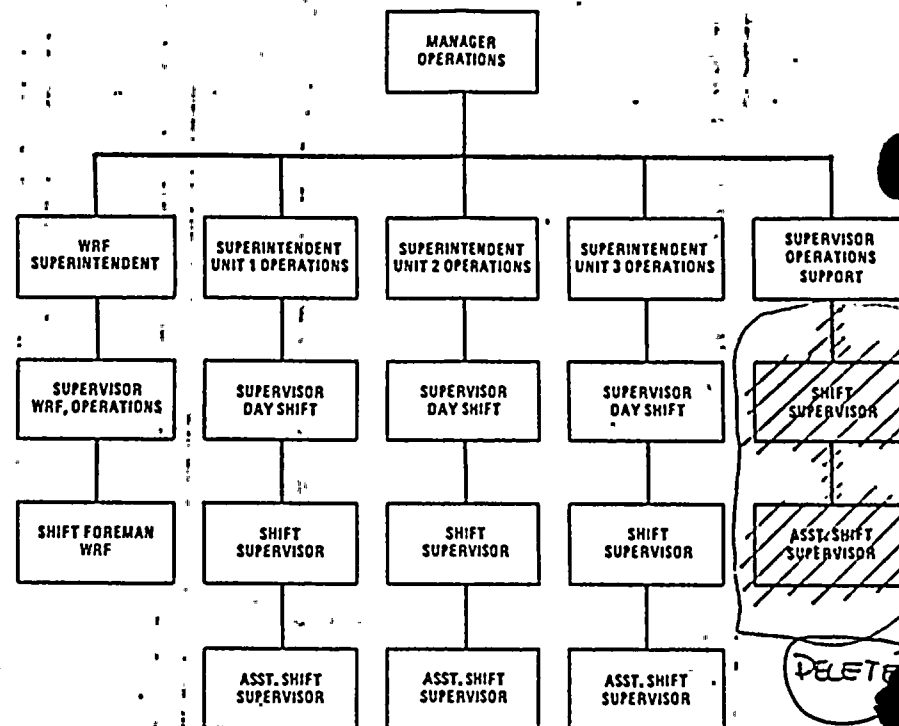 MANAGER
OPERATIONS
WRF
SUPERINTENDENT
SUPERINTENDENT
UNIT 1 OPERATIONS
SUPERINTENDENT
UNIT 2 OPERATIONS
SUPERINTENDENT
UNIT 3 OPERATIONS
SUPERVISOR
OPERATIONS
SUPPORT
SUPERVISOR
WRF, OPERATIONS
SUPERVISOR
DAY SHIFT
SUPERVISOR
DAY SHIFT
SUPERVISOR
DAY SHIFT
SHIFT
SUPERVISOR
SHIFT FOREMAN
WRF
SHIFT
SUPERVISOR
SHIFT
SUPERVISOR
SHIFT
SUPERVISOR
ASST. SHIFT
SUPERVISOR
ASST. SHIFT
SUPERVISOR
ASST. SHIFT
SUPERVISOR
ASST. SHIFT
SUPERVISOR
DELETE